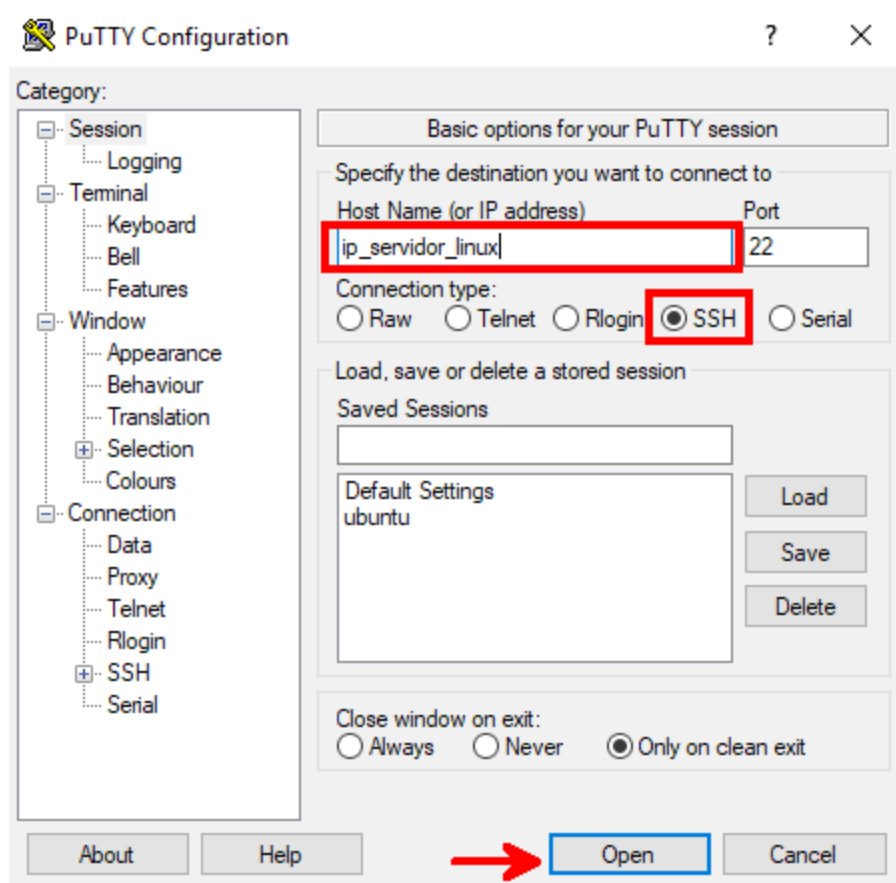 PuTTY Configuration ? ×
Category:
Session
Logging
Terminal
Keyboard
Bell
Features
Window
Appearance
Behaviour
Translation
Selection
Colours
Connection
Data
Proxy
Telnet
Rlogin
SSH
Serial
Basic options for your PuTTY session
Specify the destination you want to connect to
Host Name (or IP address) Port
ip_servidor_linux 22
Connection type:
Raw Telnet Rlogin SSH Serial
Load, save or delete a stored session
Saved Sessions
Default Settings
ubuntu
Load
Save
Delete
Close window on exit:
Always Never Only on clean exit
About Help Open Cancel